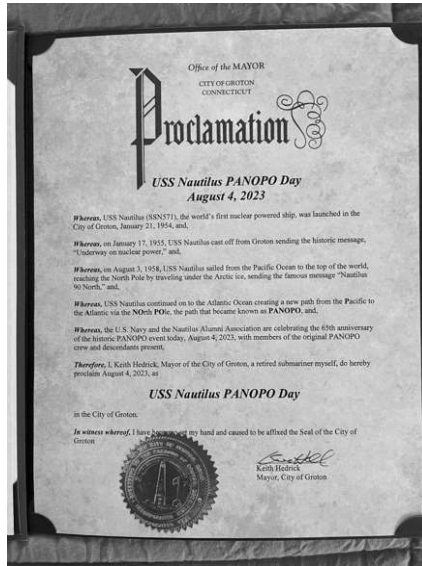 Office of the MAYOR
CITY OF GROTON
CONNECTICUT
Proclamation
USS Nautilus PANOPO Day
August 4, 2023
Whereas, USS Nautilus (SSN571), the world's first nuclear powered ship, was launched in the
City of Groton, January 21, 1954, and,
Whereas, on January 17, 1955, USS Nautilus cast off from Groton sending the historic message,
"Underway on nuclear power," and,
Whereas, on August 3, 1958, USS Nautilus sailed from the Pacific Ocean to the top of the world,
reaching the North Pole by traveling under the Arctic ice, sending the famous message "Nautilus
90 North," and,
Whereas, USS Nautilus continued on to the Atlantic Ocean creating a new path from the Pacific to
the Atlantic via the NOrth POle, the path that became known as PANOPO, and,
Whereas, the U.S. Navy and the Nautilus Alumni Association are celebrating the 65th anniversary
of the historic PANOPO event today, August 4, 2023, with members of the original PANOPO
crew and descendants present,
Therefore, I, Keith Hedrick, Mayor of the City of Groton, a retired submariner myself, do hereby
proclaim August 4, 2023, as
USS Nautilus PANOPO Day
in the City of Groton.
In witness whereof, I have set my hand and caused to be affixed the Seal of the City of
Groton
Keith Hedrick
Mayor, City of Groton